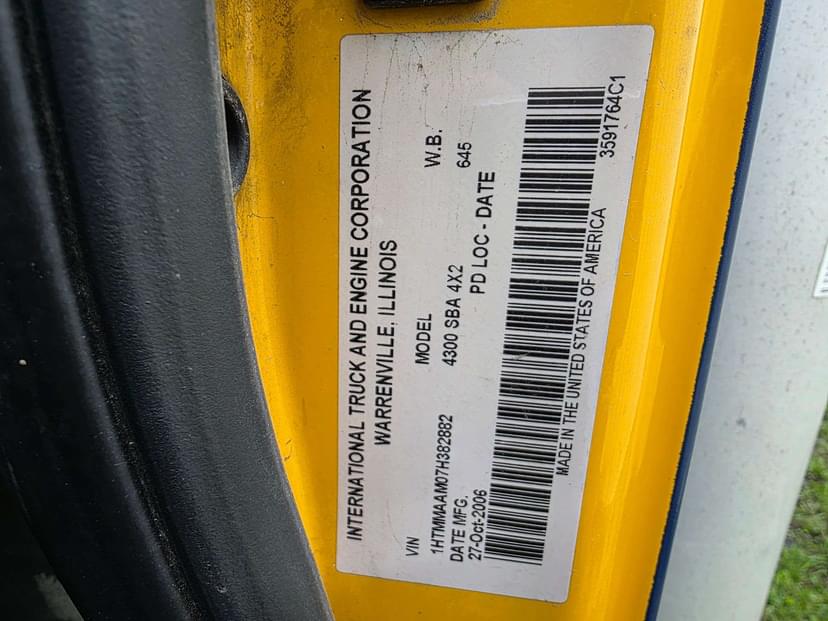 INTERNATIONAL TRUCK AND ENGINE CORPORATION
WARRENVILLE, ILLINOIS
VIN MODEL W.B.
1HTMMAAM07H382882 4300 SBA 4X2 645
DATE MFG. PD LOC - DATE
27-Oct-2006
MADE IN THE UNITED STATES OF AMERICA 3591764C1